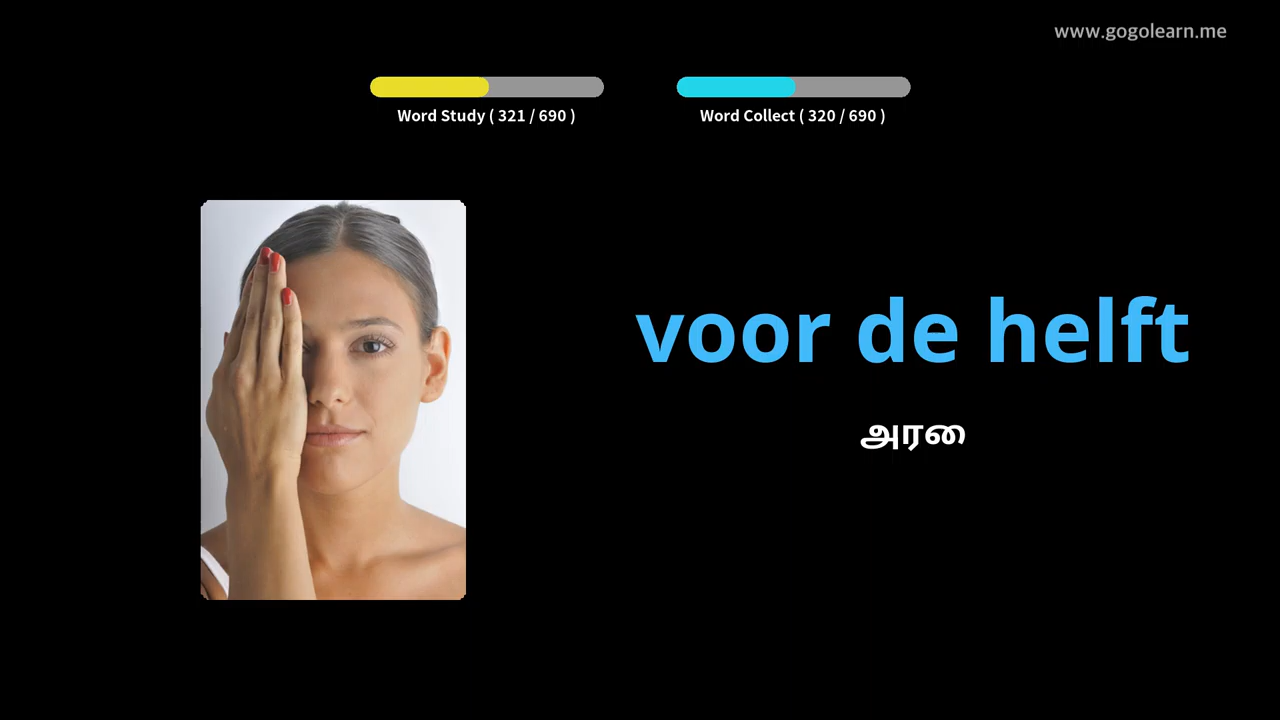 www.gogolearn.me
Word Study ( 321 / 690 )
Word Collect ( 320 / 690 )
voor de helft
அரை